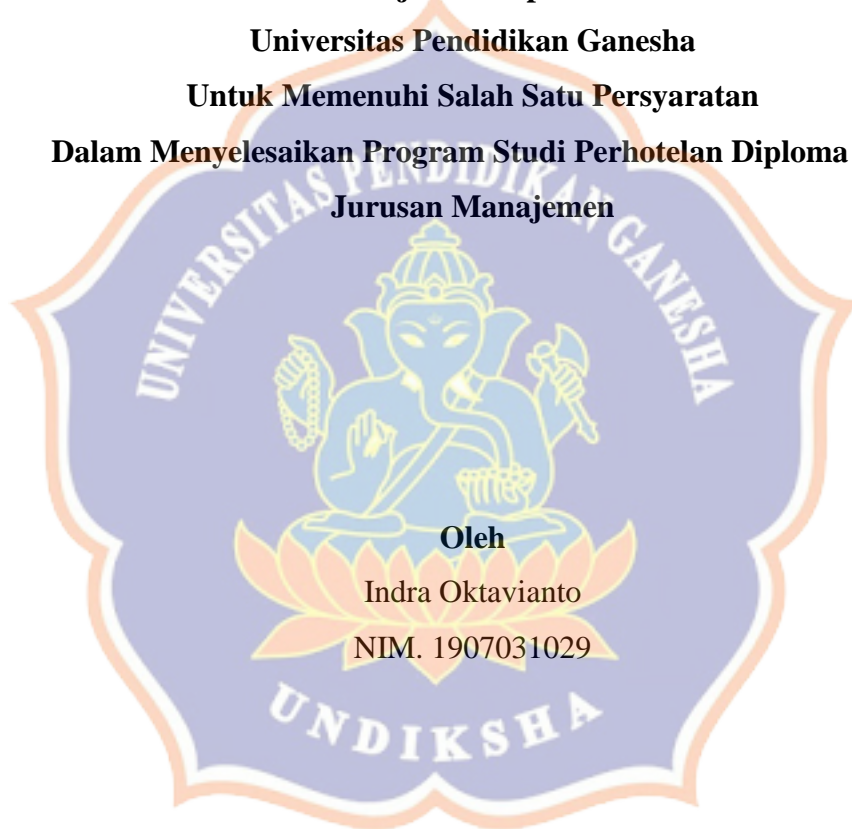 Universitas Pendidikan Ganesha
Untuk Memenuhi Salah Satu Persyaratan
Dalam Menyelesaikan Program Studi Perhotelan Diploma
Jurusan Manajemen
UNIVERSITAS PENDIDIKAN GANESHA
Oleh
Indra Oktavianto
NIM. 1907031029
UNDIKSHA